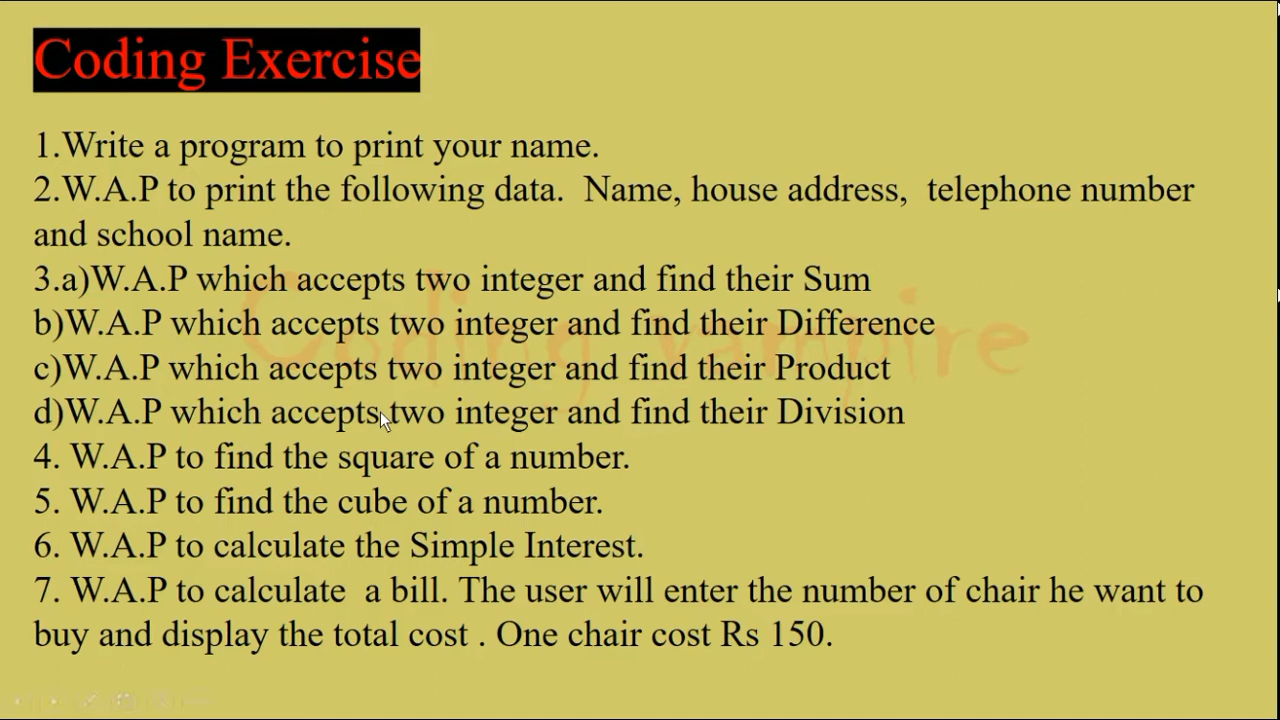 Coding Exercise
1.Write a program to print your name.
2.W.A.P to print the following data.  Name, house address,  telephone number
and school name.
3.a)W.A.P which accepts two integer and find their Sum
b)W.A.P which accepts two integer and find their Difference
c)W.A.P which accepts two integer and find their Product
d)W.A.P which accepts two integer and find their Division
4. W.A.P to find the square of a number.
5. W.A.P to find the cube of a number.
6. W.A.P to calculate the Simple Interest.
7. W.A.P to calculate  a bill. The user will enter the number of chair he want to
buy and display the total cost . One chair cost Rs 150.
Coding vampire